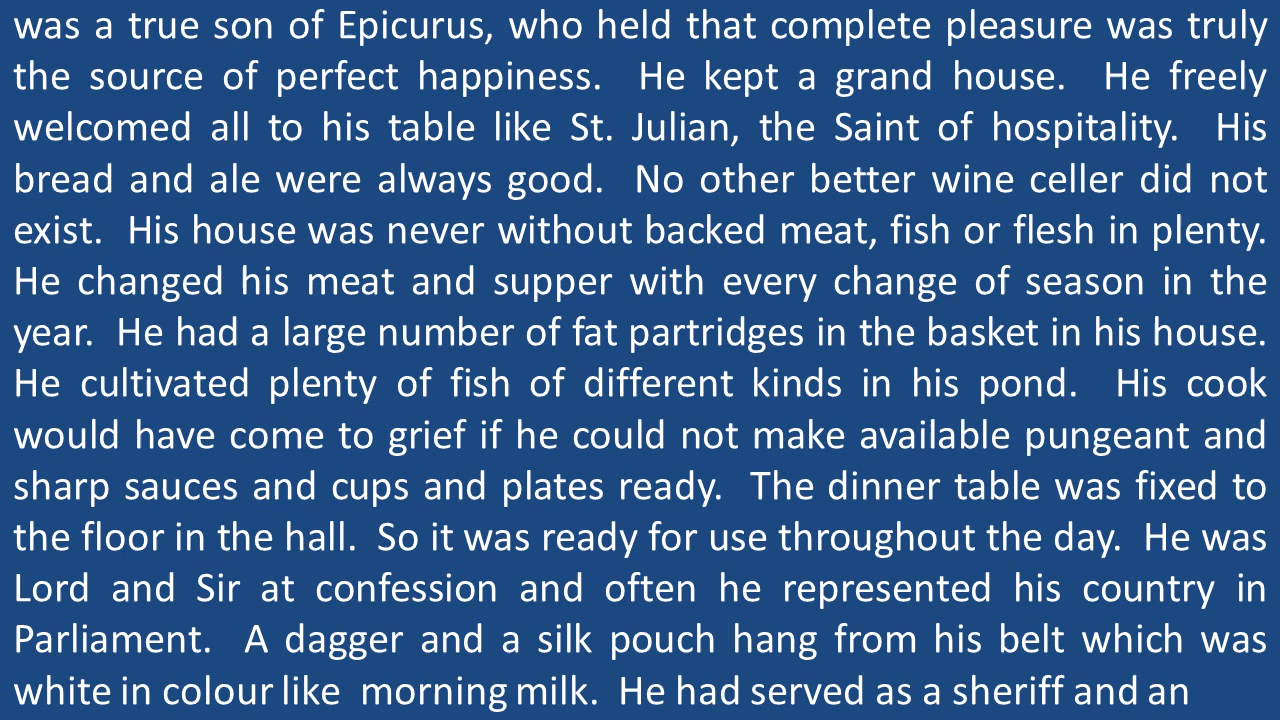 was a true son of Epicurus, who held that complete pleasure was truly
the source of perfect happiness.  He kept a grand house.  He freely
welcomed all to his table like St. Julian, the Saint of hospitality.  His
bread and ale were always good.  No other better wine celler did not
exist.  His house was never without backed meat, fish or flesh in plenty.
He changed his meat and supper with every change of season in the
year.  He had a large number of fat partridges in the basket in his house.
He cultivated plenty of fish of different kinds in his pond.  His cook
would have come to grief if he could not make available pungeant and
sharp sauces and cups and plates ready.  The dinner table was fixed to
the floor in the hall.  So it was ready for use throughout the day.  He was
Lord and Sir at confession and often he represented his country in
Parliament.  A dagger and a silk pouch hang from his belt which was
white in colour like  morning milk.  He had served as a sheriff and an